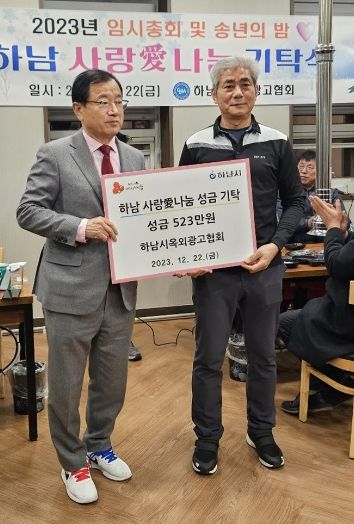 2023년 임시총회 및 송년의 밤
하남 사랑愛나눔 기탁식
일시 : 2 22(금) 하남 광고협회
하남시
하남 사랑愛나눔 성금 기탁
성금 523만원
하남시옥외광고협회
2023. 12. 22.(금)